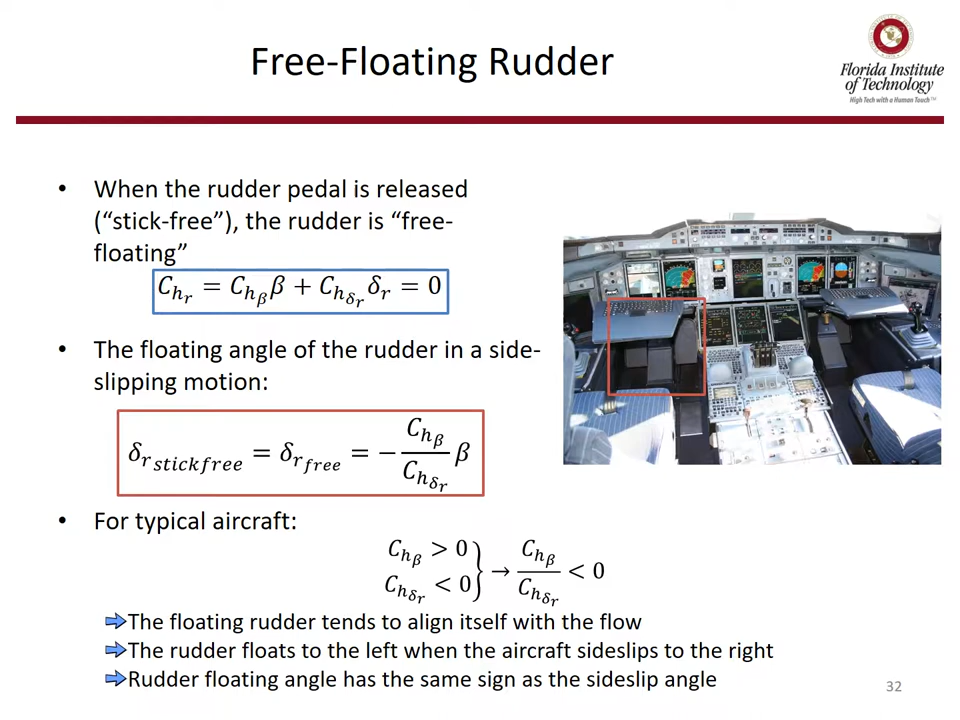 Free-Floating Rudder
Florida Institute
of Technology
High Tech with a Human Touch™
• When the rudder pedal is released
(“stick-free”), the rudder is “free-
floating”
𝐶_{ℎ_𝑟} = 𝐶_{ℎ_𝛽}𝛽 + 𝐶_{ℎ_{𝛿_𝑟}}𝛿_𝑟 = 0
• The floating angle of the rudder in a side-
slipping motion:
𝛿_{𝑟_{𝑠𝑡𝑖𝑐𝑘𝑓𝑟𝑒𝑒}} = 𝛿_{𝑟_{𝑓𝑟𝑒𝑒}} = −𝐶_{ℎ_𝛽}/𝐶_{ℎ_{𝛿_𝑟}} 𝛽
• For typical aircraft:
𝐶_{ℎ_𝛽} > 0
𝐶_{ℎ_{𝛿_𝑟}} < 0} → 𝐶_{ℎ_𝛽}/𝐶_{ℎ_{𝛿_𝑟}} < 0
⇨The floating rudder tends to align itself with the flow
⇨The rudder floats to the left when the aircraft sideslips to the right
⇨Rudder floating angle has the same sign as the sideslip angle
32